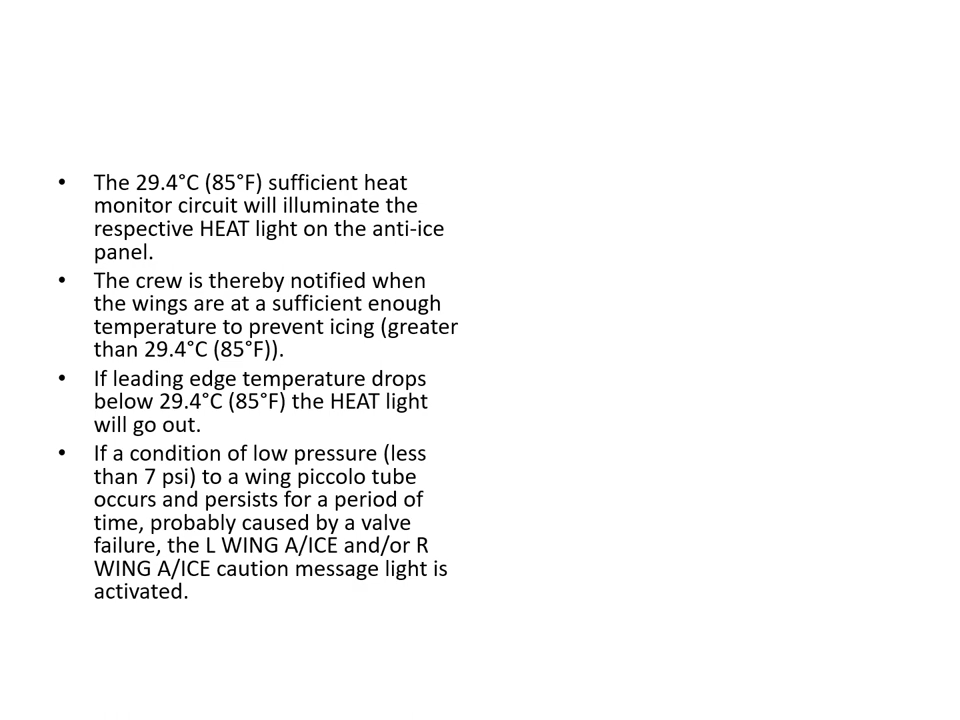 • The 29.4°C (85°F) sufficient heat
monitor circuit will illuminate the
respective HEAT light on the anti-ice
panel.
• The crew is thereby notified when
the wings are at a sufficient enough
temperature to prevent icing (greater
than 29.4°C (85°F)).
• If leading edge temperature drops
below 29.4°C (85°F) the HEAT light
will go out.
• If a condition of low pressure (less
than 7 psi) to a wing piccolo tube
occurs and persists for a period of
time, probably caused by a valve
failure, the L WING A/ICE and/or R
WING A/ICE caution message light is
activated.